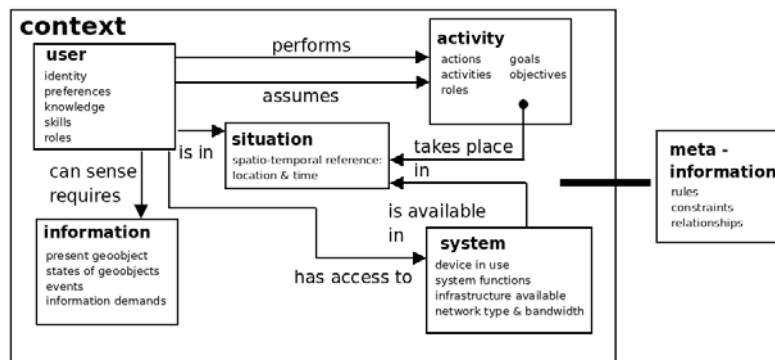 context
user
identity
preferences
knowledge
skills
roles
performs
assumes
activity
actions goals
activities objectives
roles
is in
situation
spatio-temporal reference:
location & time
takes place
in
meta -
information
rules
constraints
relationships
can sense
requires
information
present geoobject
states of geoobjects
events
information demands
is available
in
has access to
system
device in use
system functions
infrastructure available
network type & bandwidth